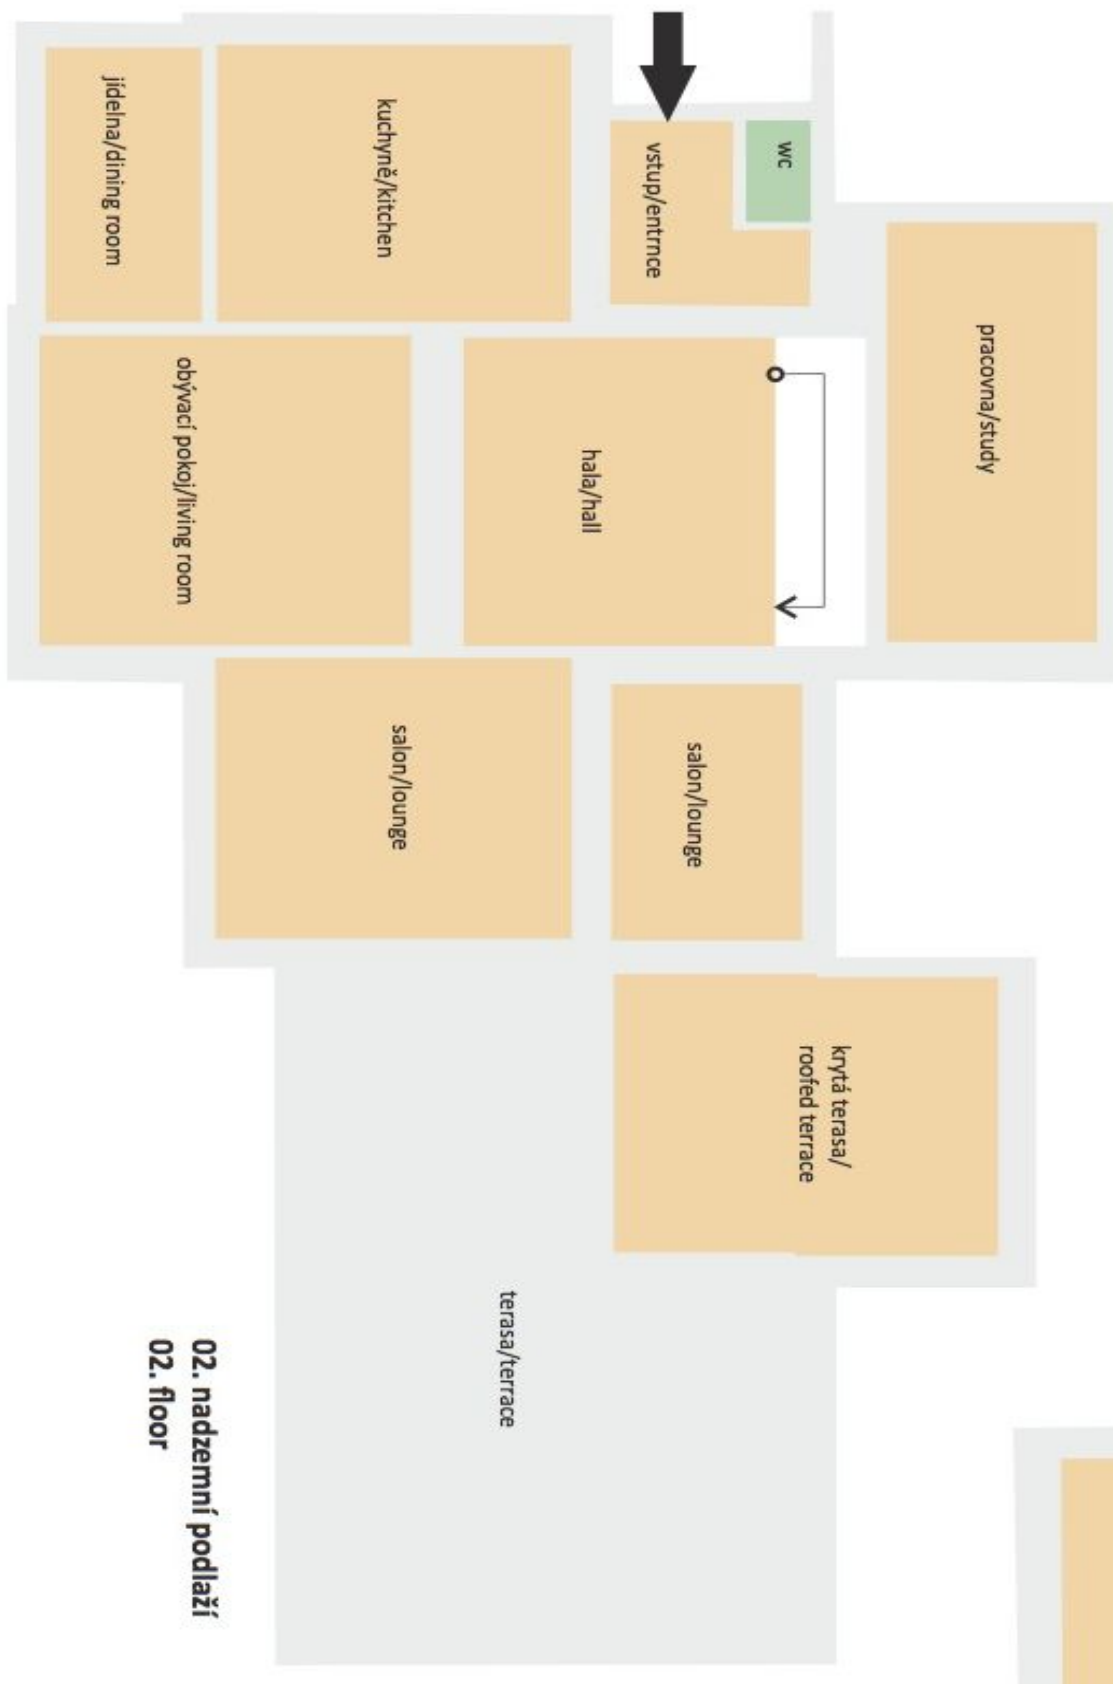 jídelna/dining room
kuchyně/kitchen
vstup/entrnce
wc
pracovna/study
obývací pokoj/living room
hala/hall
salon/lounge
salon/lounge
krytá terasa/
roofed terrace
terasa/terrace
02. nadzemní podlaží
02. floor